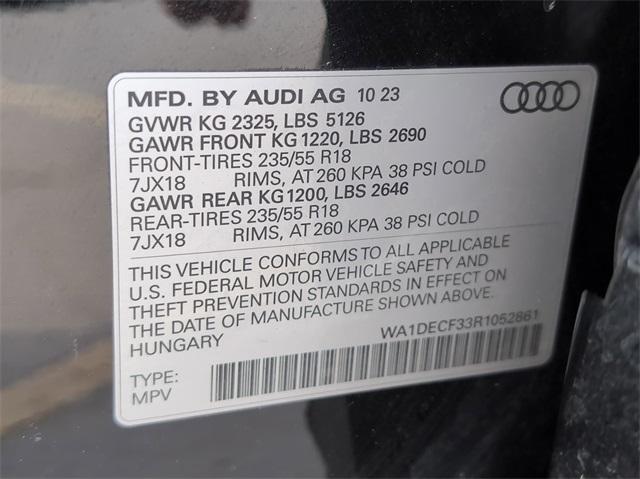 MFD. BY AUDI AG 10 23
GVWR KG 2325, LBS 5126
GAWR FRONT KG 1220, LBS 2690
FRONT-TIRES 235/55 R18
7JX18 RIMS, AT 260 KPA 38 PSI COLD
GAWR REAR KG 1200, LBS 2646
REAR-TIRES 235/55 R18
7JX18 RIMS, AT 260 KPA 38 PSI COLD
THIS VEHICLE CONFORMS TO ALL APPLICABLE
U.S. FEDERAL MOTOR VEHICLE SAFETY AND
THEFT PREVENTION STANDARDS IN EFFECT ON
THE DATE OF MANUFACTURE SHOWN ABOVE.
HUNGARY
WA1DECF33R1052861
TYPE:
MPV